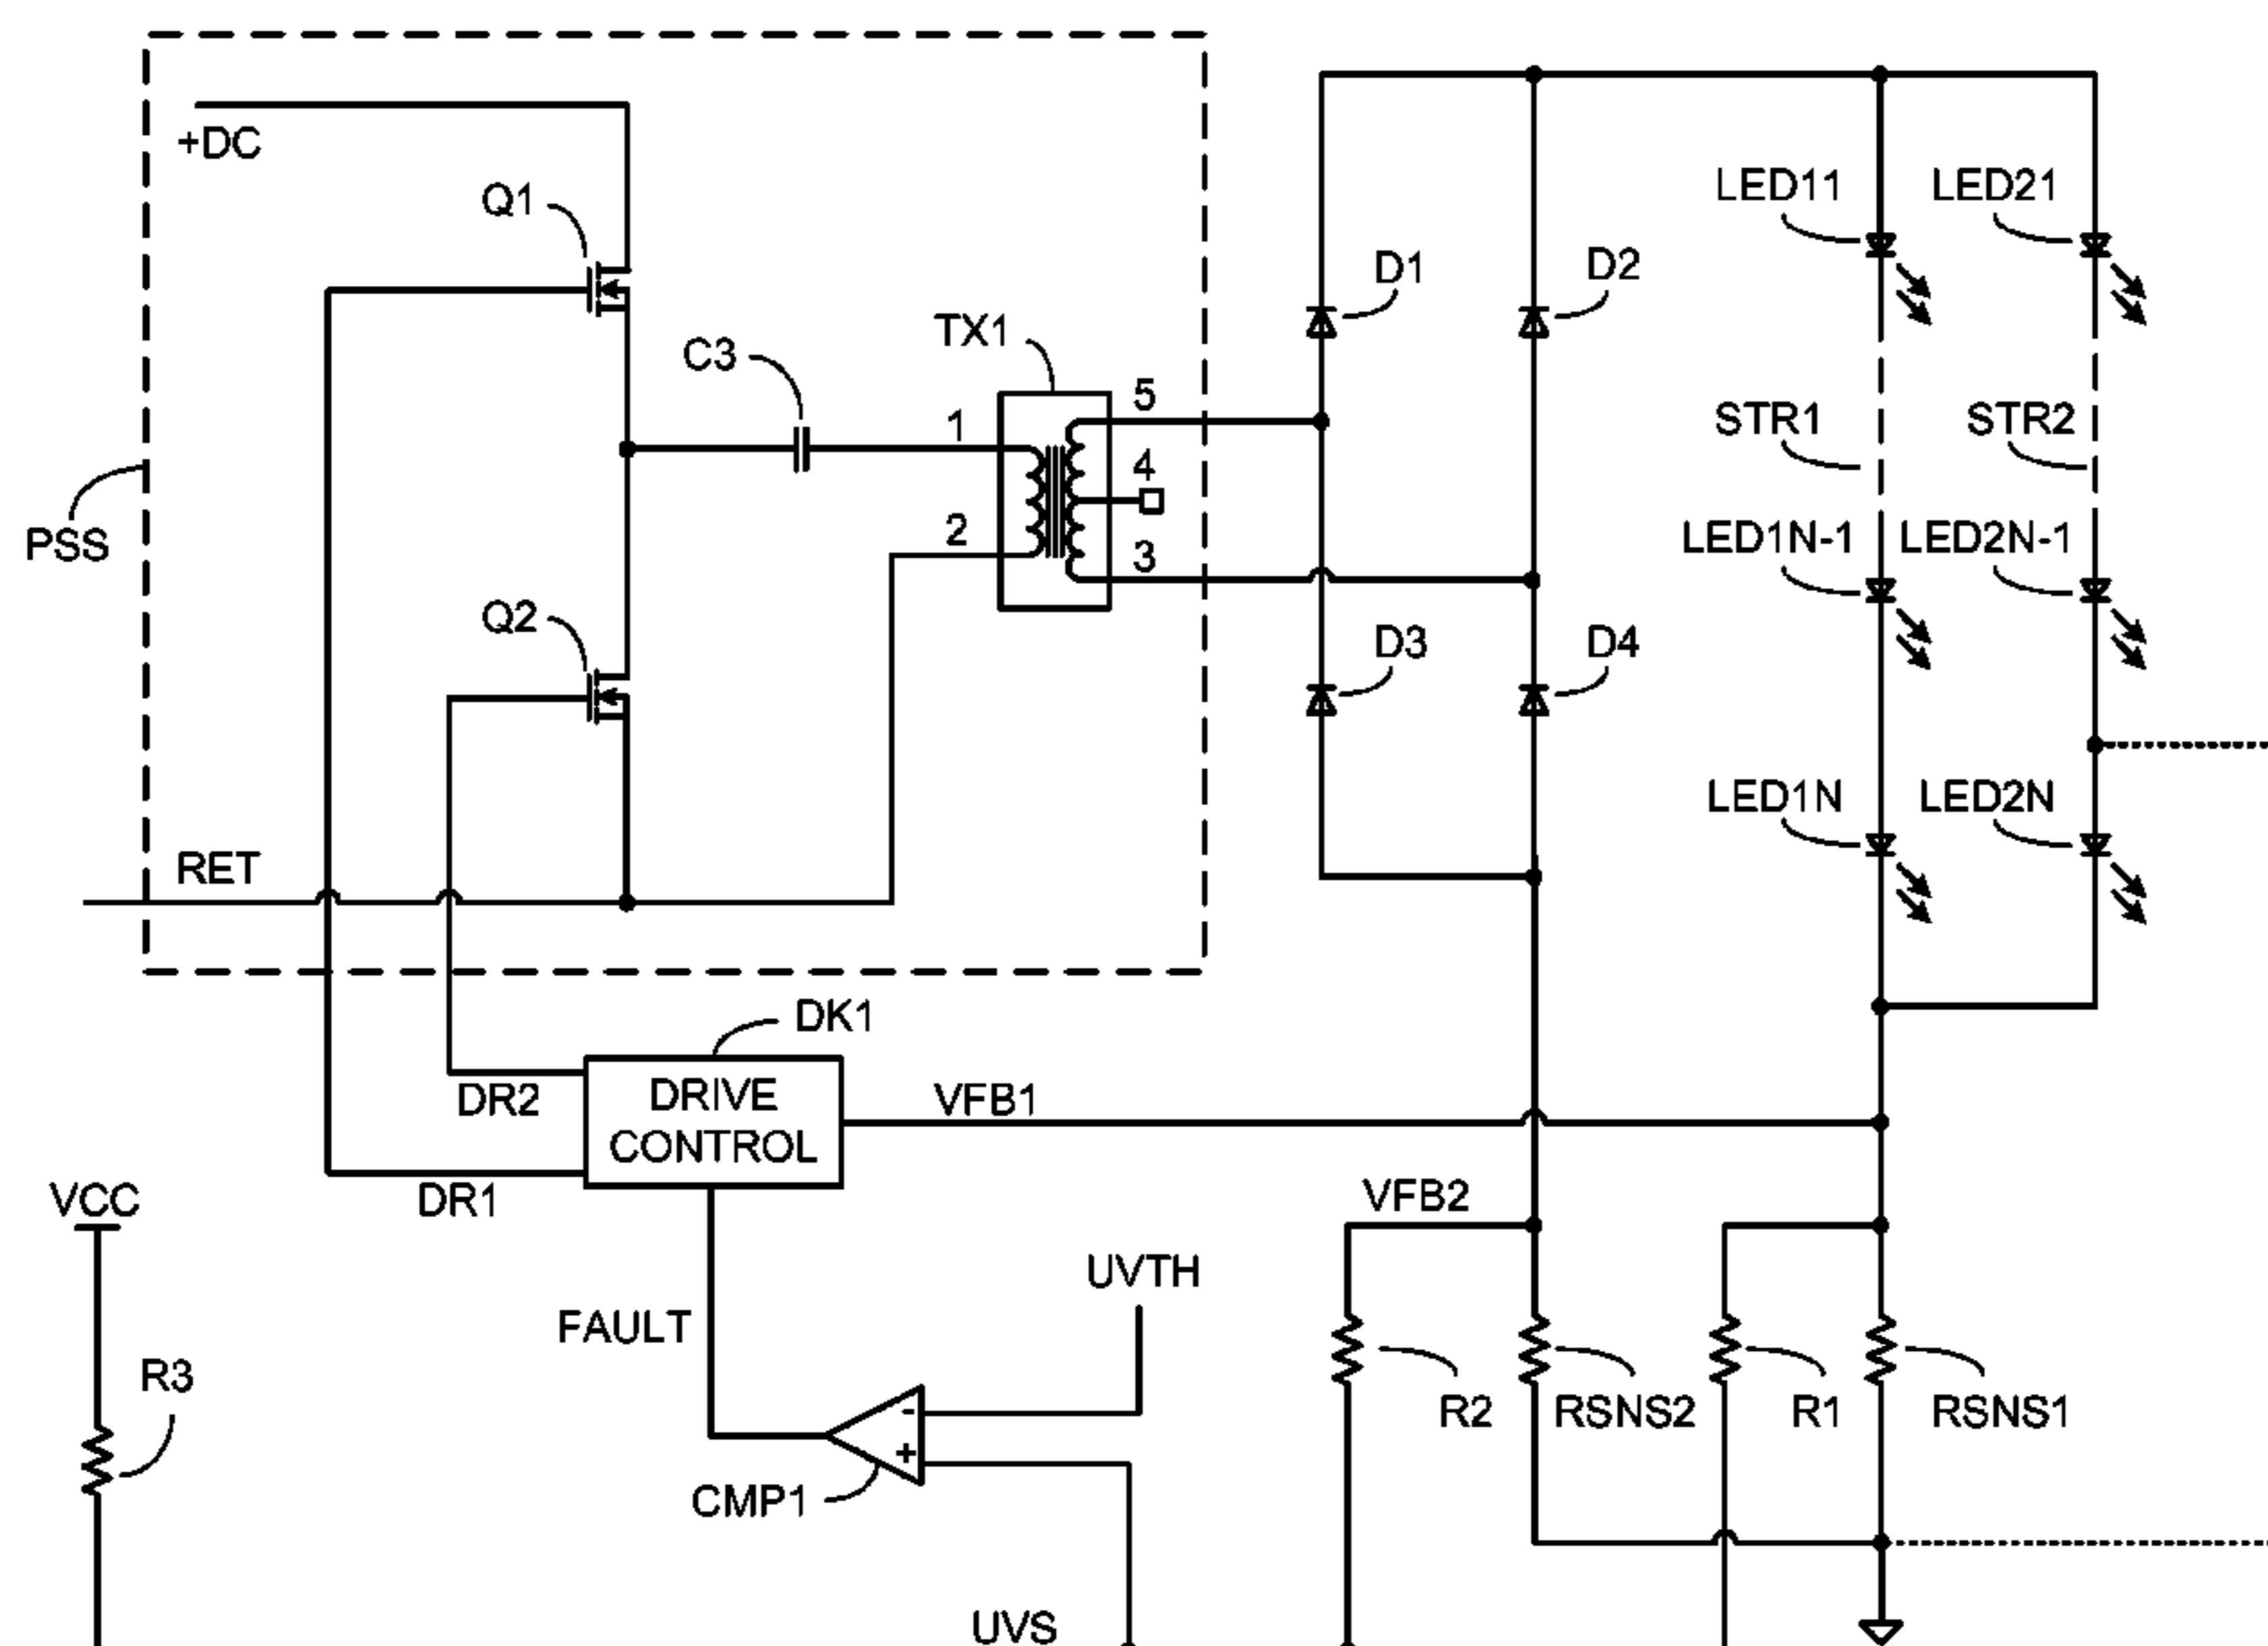 +DC
Q1
LED11
LED21
D1
D2
TX1
C3
5
1
4
STR1
STR2
2
3
PSS
LED1N-1
LED2N-1
Q2
D3
D4
LED1N
LED2N
RET
DK1
DR2
DRIVE
CONTROL
VFB1
DR1
VCC
VFB2
UVTH
FAULT
R3
-
+
R2
RSNS2
R1
RSNS1
CMP1
UVS